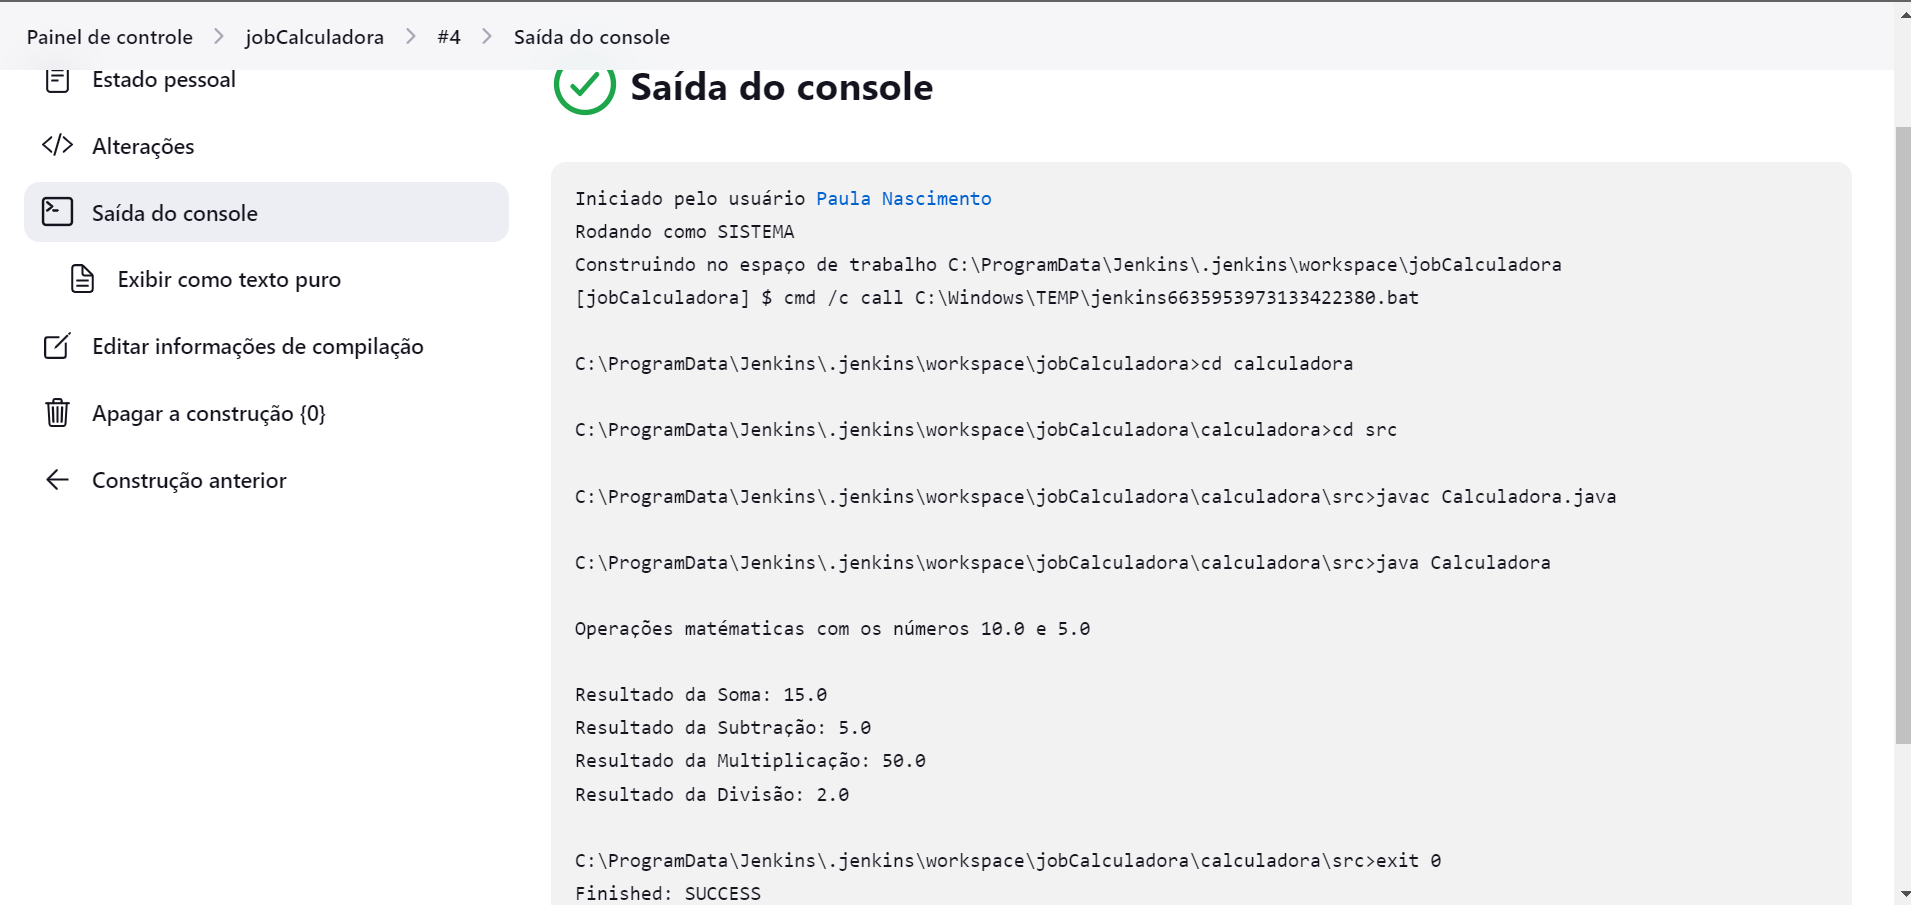 Painel de controle > jobCalculadora > #4 > Saída do console
Estado pessoal
Alterações
Saída do console
Exibir como texto puro
Editar informações de compilação
Apagar a construção {0}
Construção anterior
Saída do console
Iniciado pelo usuário Paula Nascimento
Rodando como SISTEMA
Construindo no espaço de trabalho C:\ProgramData\Jenkins\.jenkins\workspace\jobCalculadora
[jobCalculadora] $ cmd /c call C:\Windows\TEMP\jenkins6635953973133422380.bat
C:\ProgramData\Jenkins\.jenkins\workspace\jobCalculadora>cd calculadora
C:\ProgramData\Jenkins\.jenkins\workspace\jobCalculadora\calculadora>cd src
C:\ProgramData\Jenkins\.jenkins\workspace\jobCalculadora\calculadora\src>javac Calculadora.java
C:\ProgramData\Jenkins\.jenkins\workspace\jobCalculadora\calculadora\src>java Calculadora
Operações matématicas com os números 10.0 e 5.0
Resultado da Soma: 15.0
Resultado da Subtração: 5.0
Resultado da Multiplicação: 50.0
Resultado da Divisão: 2.0
C:\ProgramData\Jenkins\.jenkins\workspace\jobCalculadora\calculadora\src>exit 0
Finished: SUCCESS